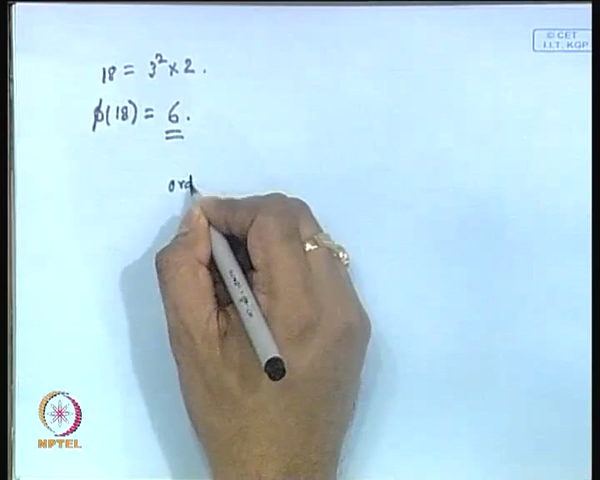 © CET
I.I.T. KGP
18 = 3² × 2.
φ(18) = 6.
ord
NPTEL